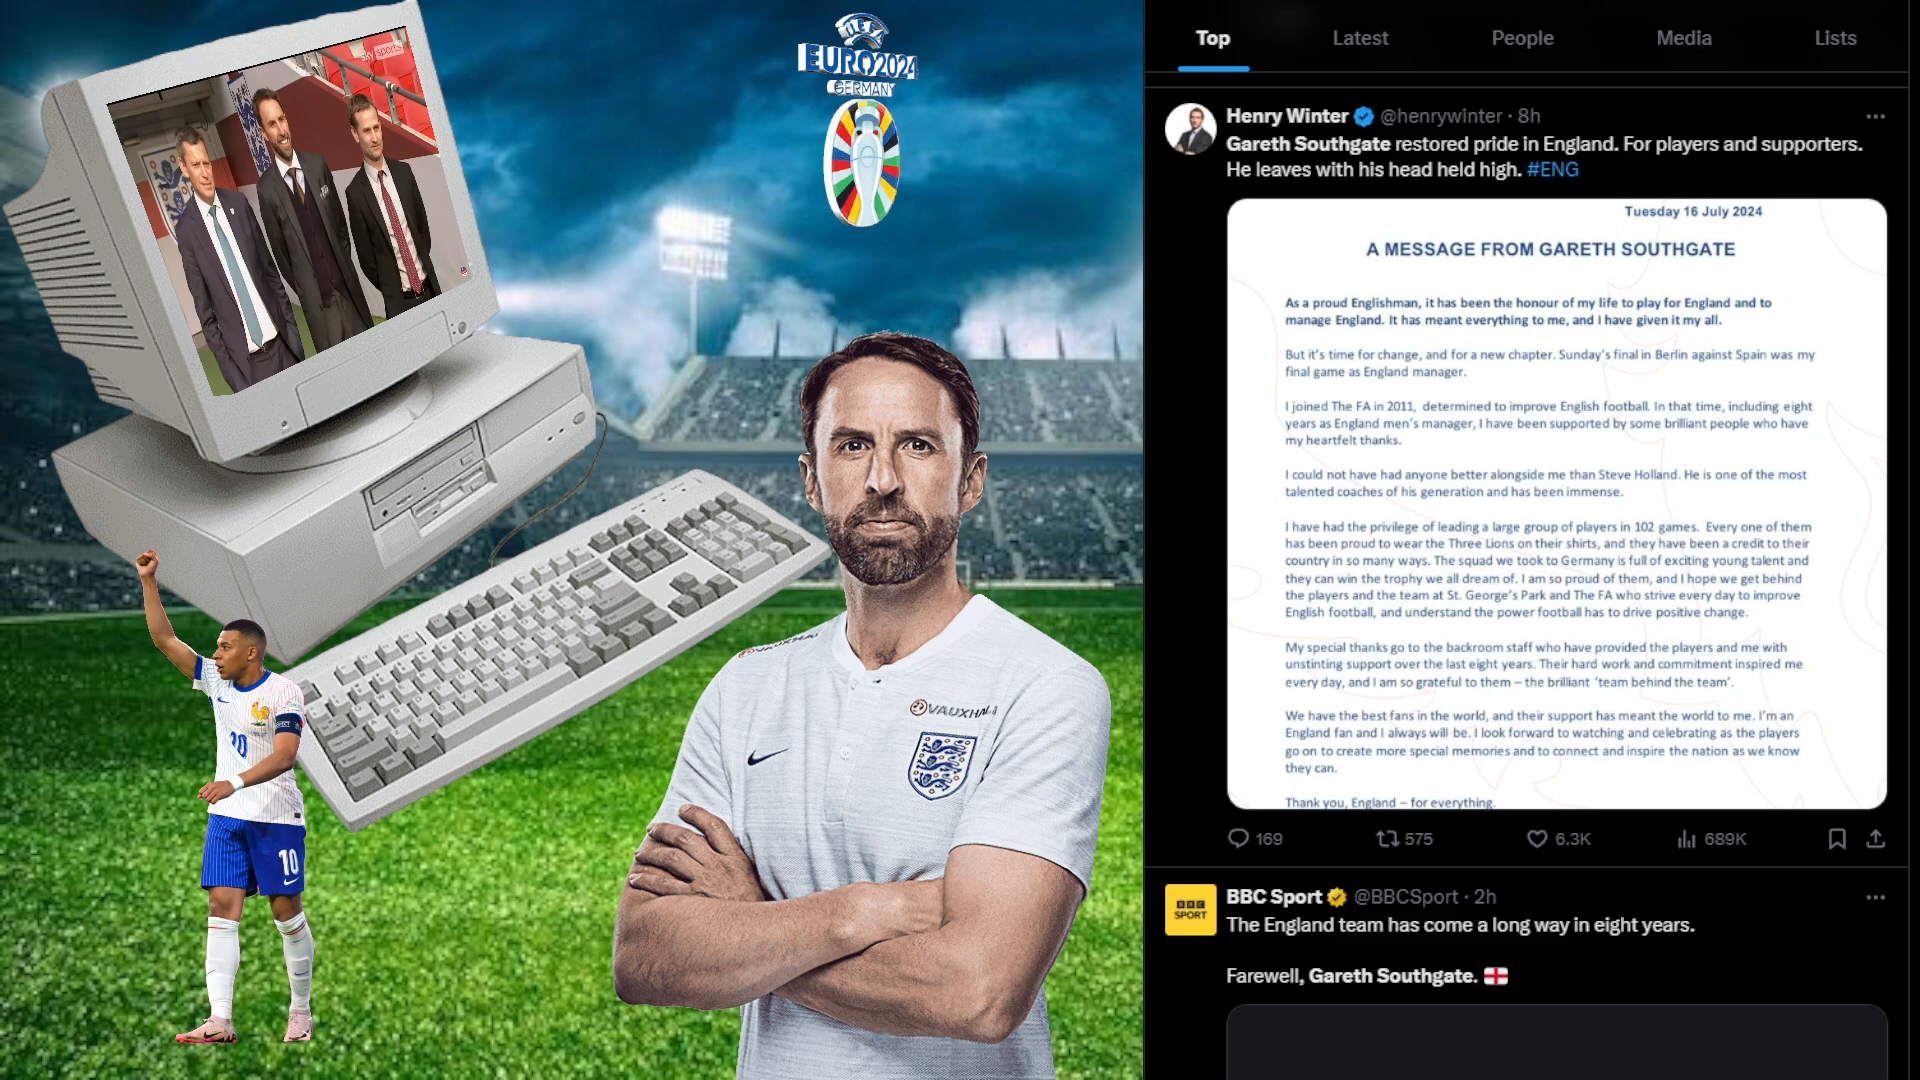 sky sports
UEFA
EURO2024
GERMANY
VAUXHALL
VAUXHALL
10
10
Top
Latest
People
Media
Lists
Henry Winter @henrywinter · 8h
Gareth Southgate restored pride in England. For players and supporters.
He leaves with his head held high. #ENG
Tuesday 16 July 2024
A MESSAGE FROM GARETH SOUTHGATE
As a proud Englishman, it has been the honour of my life to play for England and to
manage England. It has meant everything to me, and I have given it my all.
But it's time for change, and for a new chapter. Sunday's final in Berlin against Spain was my
final game as England manager.
I joined The FA in 2011, determined to improve English football. In that time, including eight
years as England men's manager, I have been supported by some brilliant people who have
my heartfelt thanks.
I could not have had anyone better alongside me than Steve Holland. He is one of the most
talented coaches of his generation and has been immense.
I have had the privilege of leading a large group of players in 102 games. Every one of them
has been proud to wear the Three Lions on their shirts, and they have been a credit to their
country in so many ways. The squad we took to Germany is full of exciting young talent and
they can win the trophy we all dream of. I am so proud of them, and I hope we get behind
the players and the team at St. George's Park and The FA who strive every day to improve
English football, and understand the power football has to drive positive change.
My special thanks go to the backroom staff who have provided the players and me with
unstinting support over the last eight years. Their hard work and commitment inspired me
every day, and I am so grateful to them – the brilliant 'team behind the team'.
We have the best fans in the world, and their support has meant the world to me. I'm an
England fan and I always will be. I look forward to watching and celebrating as the players
go on to create more special memories and to connect and inspire the nation as we know
they can.
Thank you, England – for everything.
169
575
6.3K
689K
BBC
SPORT
BBC Sport @BBCSport · 2h
The England team has come a long way in eight years.
Farewell, Gareth Southgate.